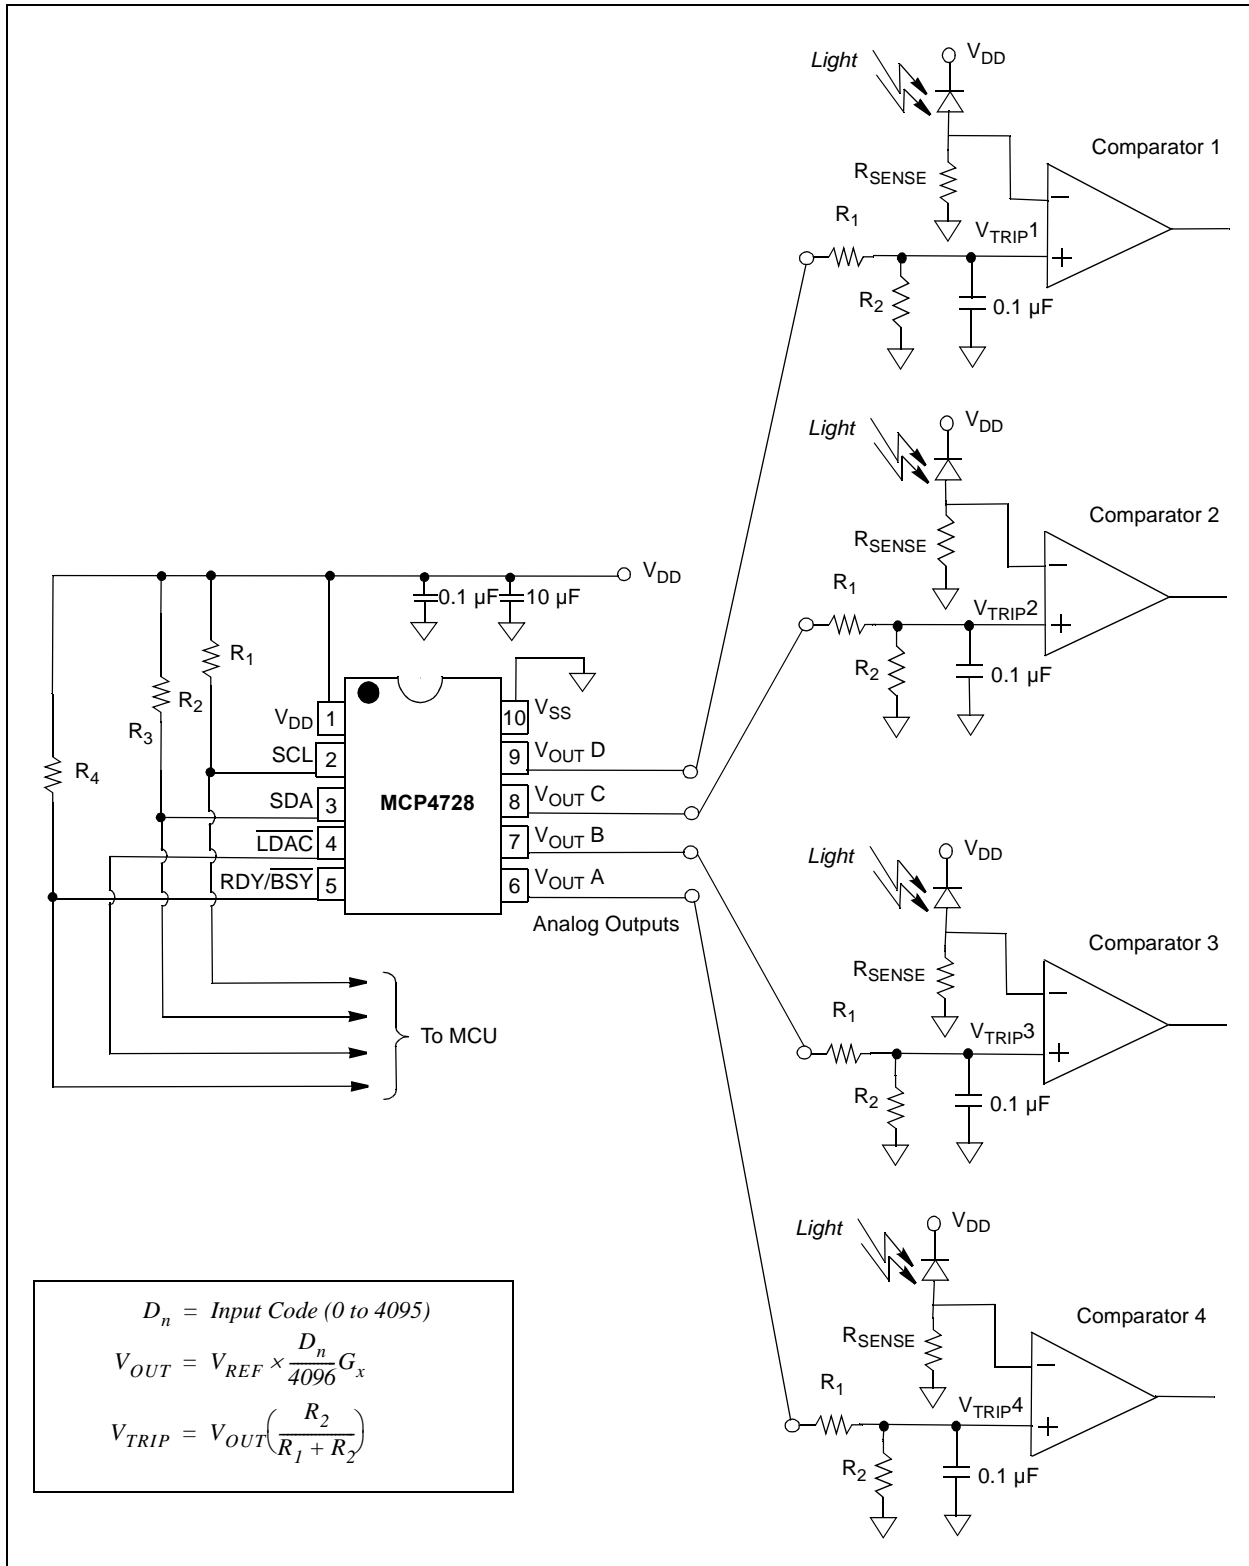 Light
VDD
Comparator 1
RSENSE
R1
VTRIP1
−
+
R2
0.1 µF
Light
VDD
Comparator 2
RSENSE
R1
VTRIP2
−
+
R2
0.1 µF
VDD
0.1 µF
10 µF
R1
R2
R3
R4
VDD
1
SCL
2
SDA
3
LDAC
4
RDY/BSY
5
MCP4728
10
VSS
9
VOUT D
8
VOUT C
7
VOUT B
6
VOUT A
Analog Outputs
To MCU
Light
VDD
Comparator 3
RSENSE
R1
VTRIP3
−
+
R2
0.1 µF
Light
VDD
Comparator 4
RSENSE
R1
VTRIP4
−
+
R2
0.1 µF
Dn = Input Code (0 to 4095)
VOUT = VREF × Dn/4096 Gx
VTRIP = VOUT(R2/(R1 + R2))